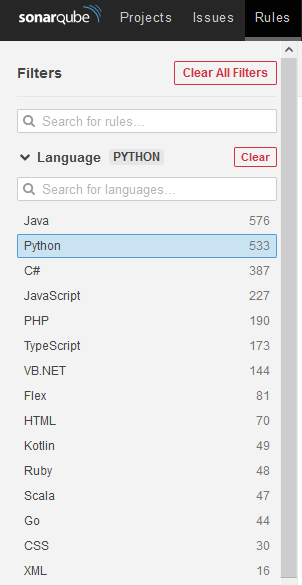 sonarqube Projects Issues Rules
Filters Clear All Filters
Search for rules...
Language PYTHON Clear
Search for languages...
Java 576
Python 533
C# 387
JavaScript 227
PHP 190
TypeScript 173
VB.NET 144
Flex 81
HTML 70
Kotlin 49
Ruby 48
Scala 47
Go 44
CSS 30
XML 16